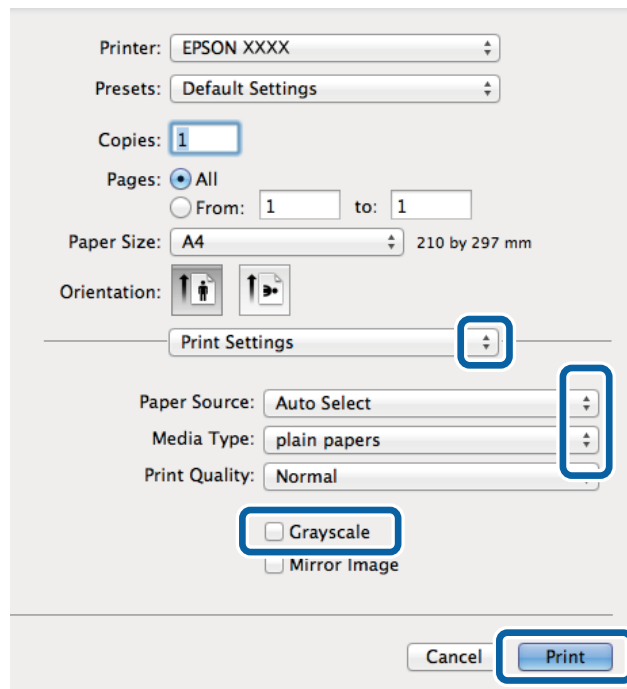 Printer: EPSON XXXX
Presets: Default Settings
Copies: 1
Pages: All
From: 1 to: 1
Paper Size: A4 210 by 297 mm
Orientation:
Print Settings
Paper Source: Auto Select
Media Type: plain papers
Print Quality: Normal
Grayscale
Mirror Image
Cancel Print